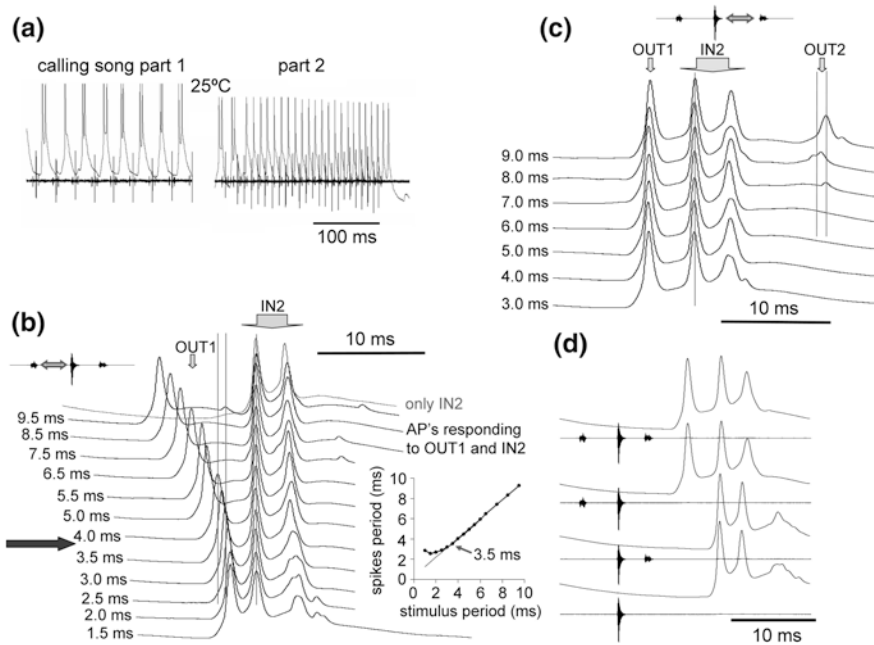 (a)
calling song part 1
25°C
part 2
100 ms
(b)
OUT1
IN2
10 ms
only IN2
AP's responding
to OUT1 and IN2
9.5 ms
8.5 ms
7.5 ms
6.5 ms
5.5 ms
5.0 ms
4.0 ms
3.5 ms
3.0 ms
2.5 ms
2.0 ms
1.5 ms
spikes period (ms)
10
8
6
4
2
0
3.5 ms
0 2 4 6 8 10
stimulus period (ms)
(c)
OUT1
IN2
OUT2
9.0 ms
8.0 ms
7.0 ms
6.0 ms
5.0 ms
4.0 ms
3.0 ms
10 ms
(d)
10 ms